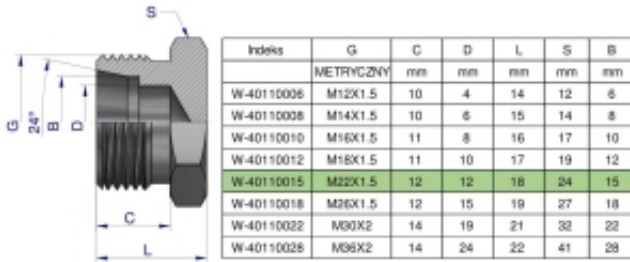 S
G
24°
B
D
C
L
Indeks G C D L S B
METRYCZNY mm mm mm mm mm
W-40110006 M12X1.5 10 4 14 12 6
W-40110008 M14X1.5 10 6 15 14 8
W-40110010 M16X1.5 11 8 16 17 10
W-40110012 M18X1.5 11 10 17 19 12
W-40110015 M22X1.5 12 12 18 24 15
W-40110018 M26X1.5 12 15 19 27 18
W-40110022 M30X2 14 19 21 32 22
W-40110028 M36X2 14 24 22 41 28